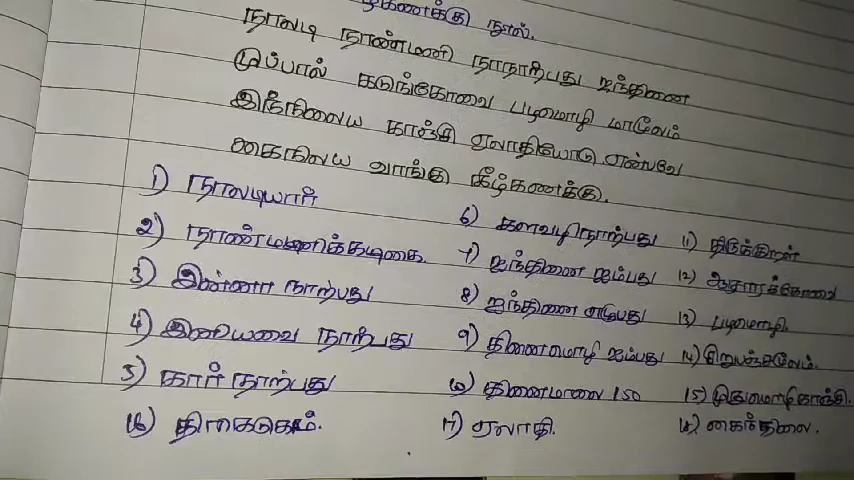 கீழ்கணக்கு நூல்.
நாலடி நான்மணி நாநாற்பது ஐந்திணை
முப்பால் கடுங்கோவை பழமொழி மாமூலம்
இந்நிலைய காஞ்சி ஏலாதியோடு என்பவே
கைநிலைய வாங்கு கீழ்கணக்கு.
1) நாலடியார்
2) நான்மணிக்கடிகை.
3) இன்னா நாற்பது
4) இனியவை நாற்பது
5) கார் நாற்பது
16) திரிகடுகம்.
6) களவழி நாற்பது
7) ஐந்திணை ஐம்பது
8) ஐந்திணை எழுபது
9) திணைமொழி ஐம்பது
10) திணைமாலை 150
17) ஏலாதி.
11) திருக்குறள்
12) ஆசாரக்கோவை
13) பழமொழி.
14) சிறுபஞ்சமூலம்.
15) முதுமொழிகாஞ்சி.
18) கைந்நிலை.